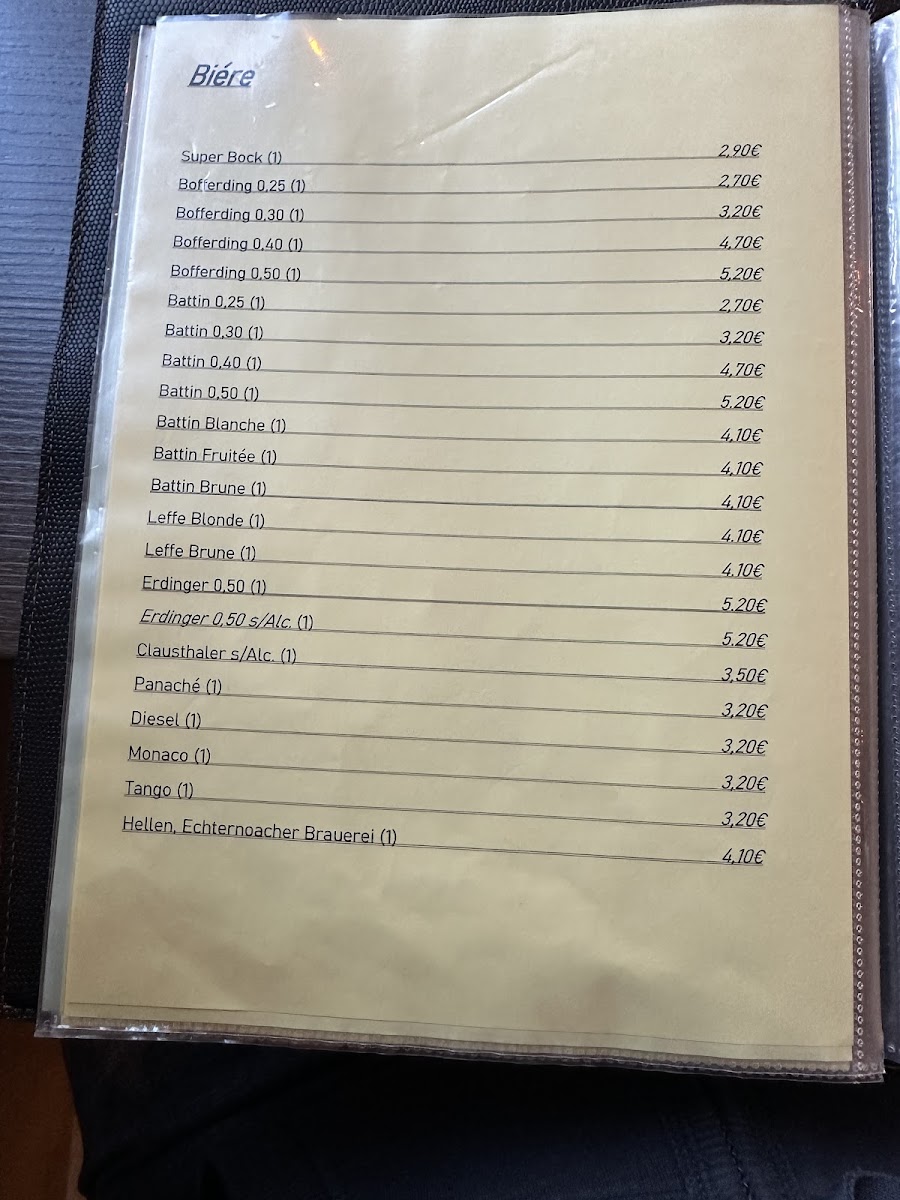 Biére
Super Bock (1) 2,90€
Bofferding 0,25 (1) 2,70€
Bofferding 0,30 (1) 3,20€
Bofferding 0,40 (1) 4,70€
Bofferding 0,50 (1) 5,20€
Battin 0,25 (1) 2,70€
Battin 0,30 (1) 3,20€
Battin 0,40 (1) 4,70€
Battin 0,50 (1) 5,20€
Battin Blanche (1) 4,10€
Battin Fruitée (1) 4,10€
Battin Brune (1) 4,10€
Leffe Blonde (1) 4,10€
Leffe Brune (1) 4,10€
Erdinger 0,50 (1) 5,20€
Erdinger 0,50 s/Alc. (1) 5,20€
Clausthaler s/Alc. (1) 3,50€
Panaché (1) 3,20€
Diesel (1) 3,20€
Monaco (1) 3,20€
Tango (1) 3,20€
Hellen, Echternoacher Brauerei (1) 4,10€